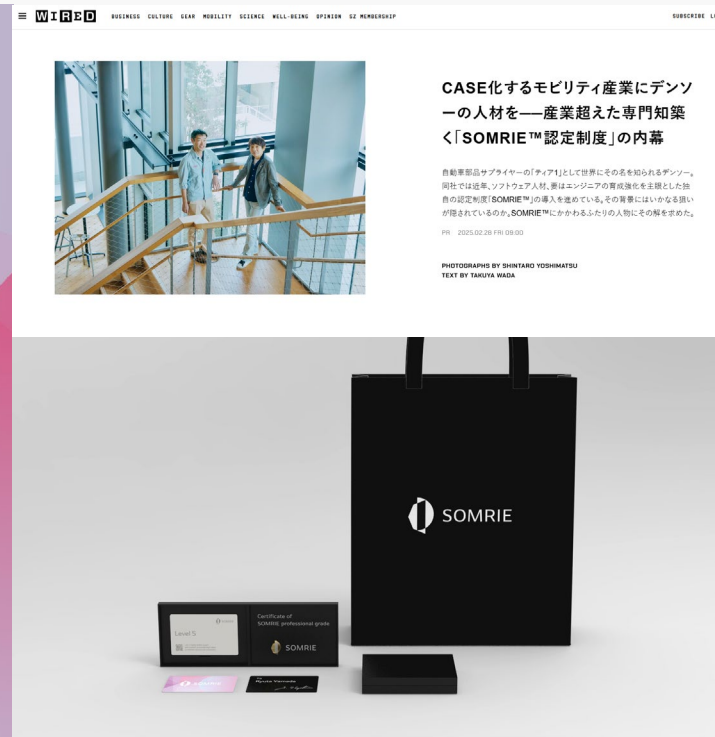 WIRED
BUSINESS CULTURE GEAR MOBILITY SCIENCE WELL-BEING OPINION SZ MEMBERSHIP
SUBSCRIBE
CASE化するモビリティ産業にデンソ
ーの人材を——産業超えた専門知築
く「SOMRIE™認定制度」の内幕
自動車部品サプライヤーの「ティア1」として世界にその名を知られるデンソー。
同社では近年、ソフトウェア人材、要はエンジニアの育成強化を主眼とした独
自の認定制度「SOMRIE™」の導入を進めている。その背景にはいかなる狙い
が隠されているのか。SOMRIE™にかかわるふたりの人物にその解を求めた。
PR 2025.02.28 FRI 09:00
PHOTOGRAPHS BY SHINTARO YOSHIMATSU
TEXT BY TAKUYA WADA
SOMRIE
Certificate of
SOMRIE professional grade
Level 5
SOMRIE
Ryuta Yamada